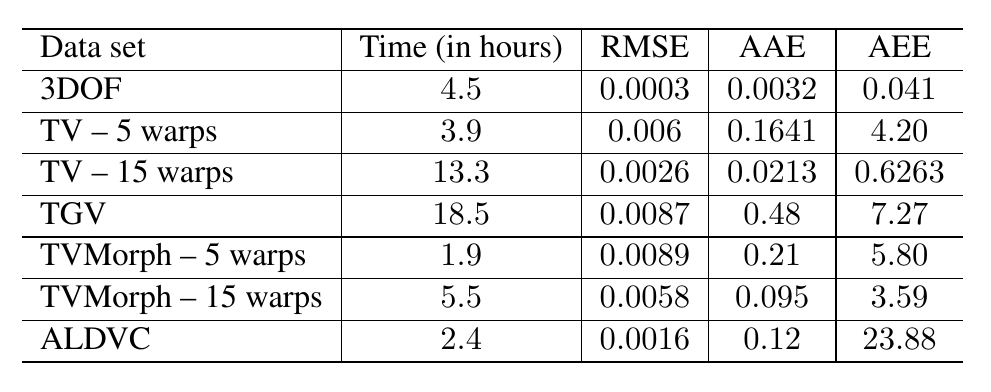 Data set Time (in hours) RMSE AAE AEE
3DOF 4.5 0.0003 0.0032 0.041
TV – 5 warps 3.9 0.006 0.1641 4.20
TV – 15 warps 13.3 0.0026 0.0213 0.6263
TGV 18.5 0.0087 0.48 7.27
TVMorph – 5 warps 1.9 0.0089 0.21 5.80
TVMorph – 15 warps 5.5 0.0058 0.095 3.59
ALDVC 2.4 0.0016 0.12 23.88